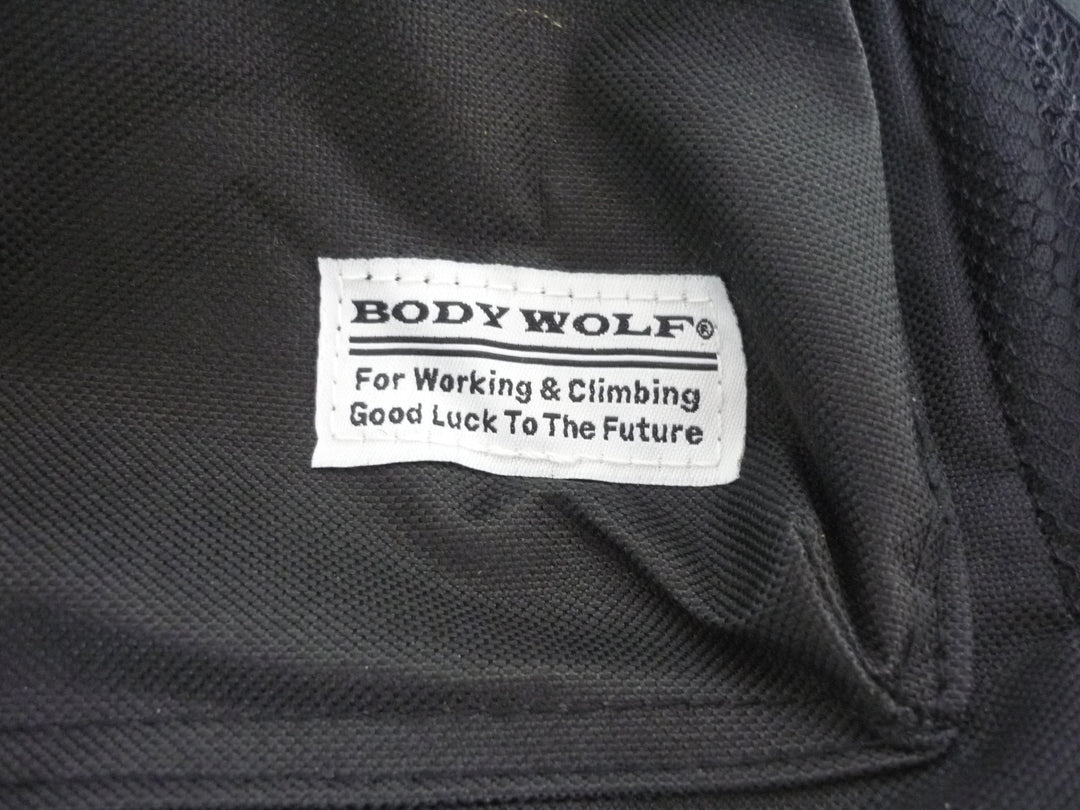 BODY WOLF®
For Working & Climbing
Good Luck To The Future